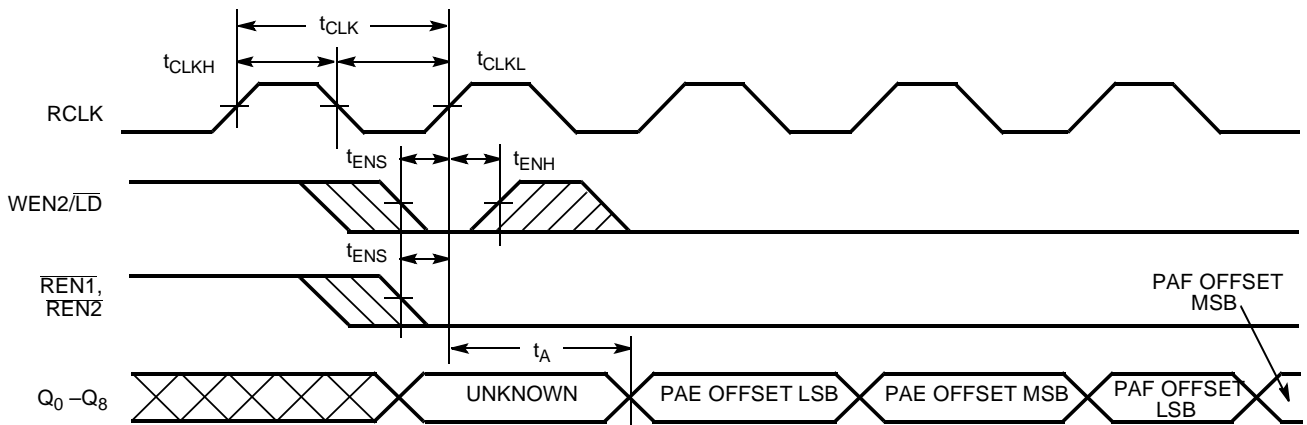 tCLK
tCLKH
tCLKL
RCLK
tENS
tENH
WEN2/LD
tENS
REN1,
REN2
PAF OFFSET
MSB
tA
Q0 –Q8
UNKNOWN
PAE OFFSET LSB
PAE OFFSET MSB
PAF OFFSET
LSB